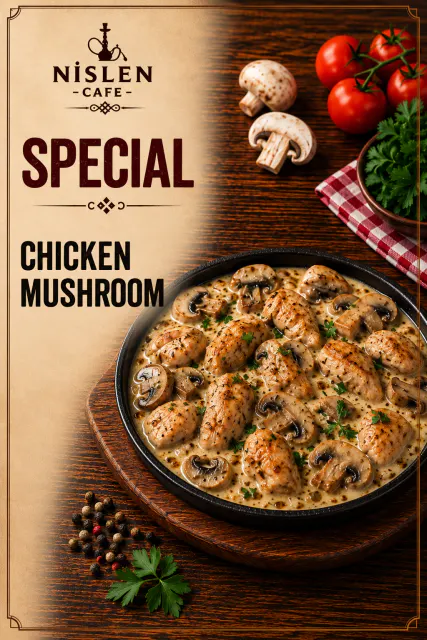 NİSLEN
- CAFE -
SPECIAL
CHICKEN
MUSHROOM